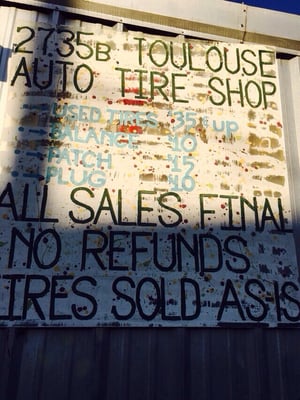 2735B TOULOUSE
AUTO TIRE SHOP
USED TIRES 35 & UP
BALANCE 10
PATCH 15
PLUG 10
ALL SALES FINAL
NO REFUNDS
TIRES SOLD AS IS